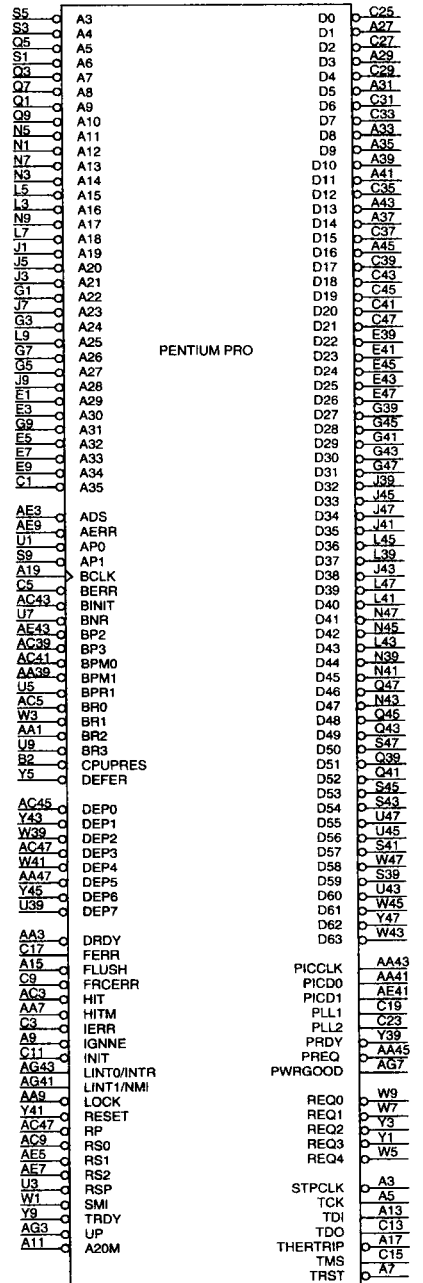 S5 A3
S3 A4
Q5 A5
S1 A6
Q3 A7
Q7 A8
Q1 A9
Q9 A10
N5 A11
N1 A12
N7 A13
N3 A14
L5 A15
L3 A16
N9 A17
L7 A18
J1 A19
J5 A20
J3 A21
G1 A22
J7 A23
G3 A24
L9 A25
G7 A26
G5 A27
J9 A28
E1 A29
E3 A30
G9 A31
E5 A32
E7 A33
E9 A34
C1 A35
AE3 ADS
AE9 AERR
U1 AP0
S9 AP1
A19 BCLK
C5 BERR
AC43 BINIT
U7 BNR
AE43 BP2
AC39 BP3
AC41 BPM0
AA39 BPM1
U5 BPR1
AC5 BR0
W3 BR1
AA1 BR2
U9 BR3
B2 CPUPRES
Y5 DEFER
AC45 DEP0
Y43 DEP1
W39 DEP2
AC47 DEP3
W41 DEP4
AA47 DEP5
Y45 DEP6
U39 DEP7
AA3 DRDY
C17 FERR
A15 FLUSH
C9 FRCERR
AC3 HIT
AA7 HITM
C3 IERR
A9 IGNNE
C11 INIT
AG43 LINT0/INTR
AG41 LINT1/NMI
AA9 LOCK
Y41 RESET
AC47 RP
AC9 RS0
AE5 RS1
AE7 RS2
U3 RSP
W1 SMI
Y9 TRDY
AG3 UP
A11 A20M
PENTIUM PRO
D0 C25
D1 A27
D2 C27
D3 A29
D4 C29
D5 A31
D6 C31
D7 C33
D8 A33
D9 A35
D10 A39
D11 A41
D12 C35
D13 A43
D14 A37
D15 C37
D16 A45
D17 C39
D18 C43
D19 C45
D20 C41
D21 C47
D22 E39
D23 E41
D24 E45
D25 E43
D26 E47
D27 G39
D28 G45
D29 G41
D30 G43
D31 G47
D32 J39
D33 J45
D34 J47
D35 J41
D36 L45
D37 L39
D38 J43
D39 L47
D40 L41
D41 N47
D42 N45
D43 L43
D44 N39
D45 N41
D46 Q47
D47 N43
D48 Q45
D49 Q43
D50 S47
D51 Q39
D52 Q41
D53 S45
D54 S43
D55 U47
D56 U45
D57 S41
D58 W47
D59 S39
D60 U43
D61 W45
D62 Y47
D63 W43
PICCLK AA43
PICD0 AA41
PICD1 AE41
PLL1 C19
PLL2 C23
PRDY Y39
PREQ AA45
PWRGOOD AG7
REQ0 W9
REQ1 W7
REQ2 Y3
REQ3 Y1
REQ4 W5
STPCLK A3
TCK A5
TDI A13
TDO C13
THERTRIP A17
TMS C15
TRST A7